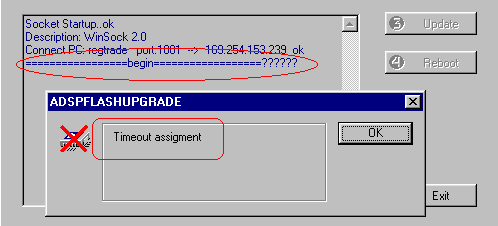 Socket Startup..ok
Description: WinSock 2.0
Connect PC: regtrade port:1001 --> 169.254.153.239 ok
===================begin===================??????
3 Update
4 Reboot
ADSPFLASHUPGRADE
Timeout assigment
OK
Exit